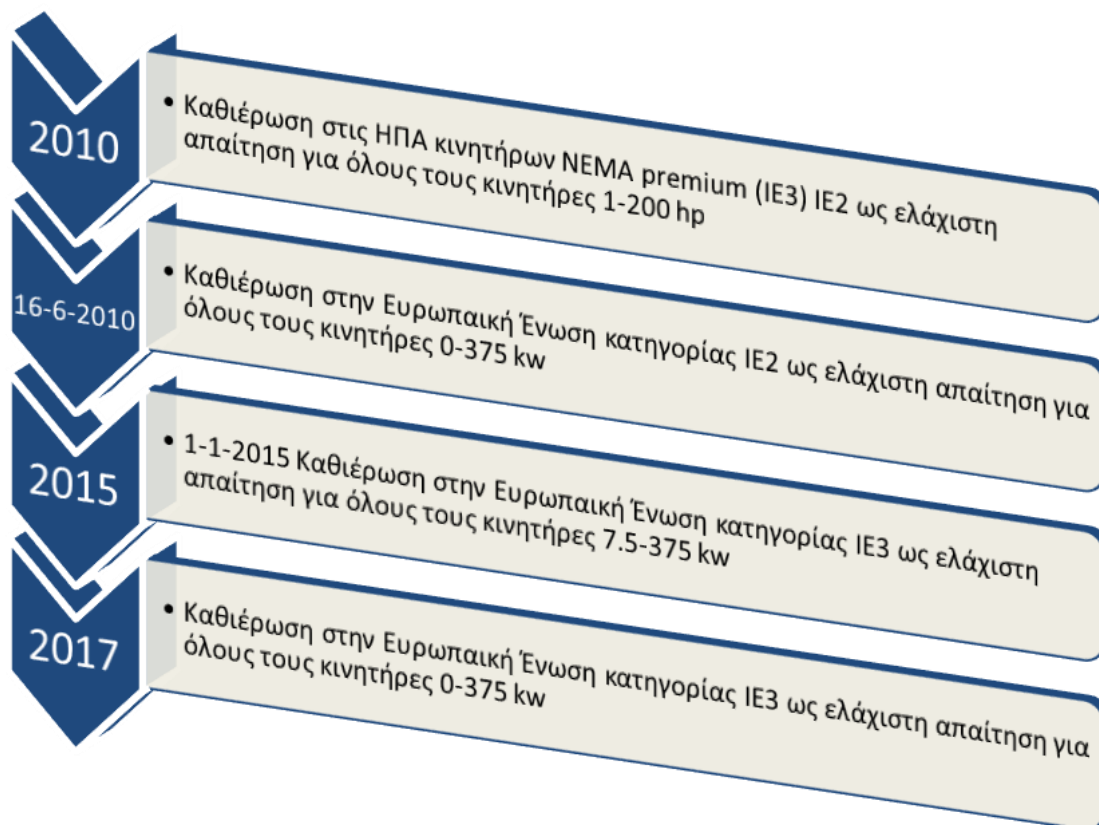 2010
• Καθιέρωση στις ΗΠΑ κινητήρων NEMA premium (IE3) IE2 ως ελάχιστη
απαίτηση για όλους τους κινητήρες 1-200 hp
16-6-2010
• Καθιέρωση στην Ευρωπαική Ένωση κατηγορίας IE2 ως ελάχιστη απαίτηση για
όλους τους κινητήρες 0-375 kw
2015
• 1-1-2015 Καθιέρωση στην Ευρωπαική Ένωση κατηγορίας IE3 ως ελάχιστη
απαίτηση για όλους τους κινητήρες 7.5-375 kw
2017
• Καθιέρωση στην Ευρωπαική Ένωση κατηγορίας IE3 ως ελάχιστη απαίτηση για
όλους τους κινητήρες 0-375 kw